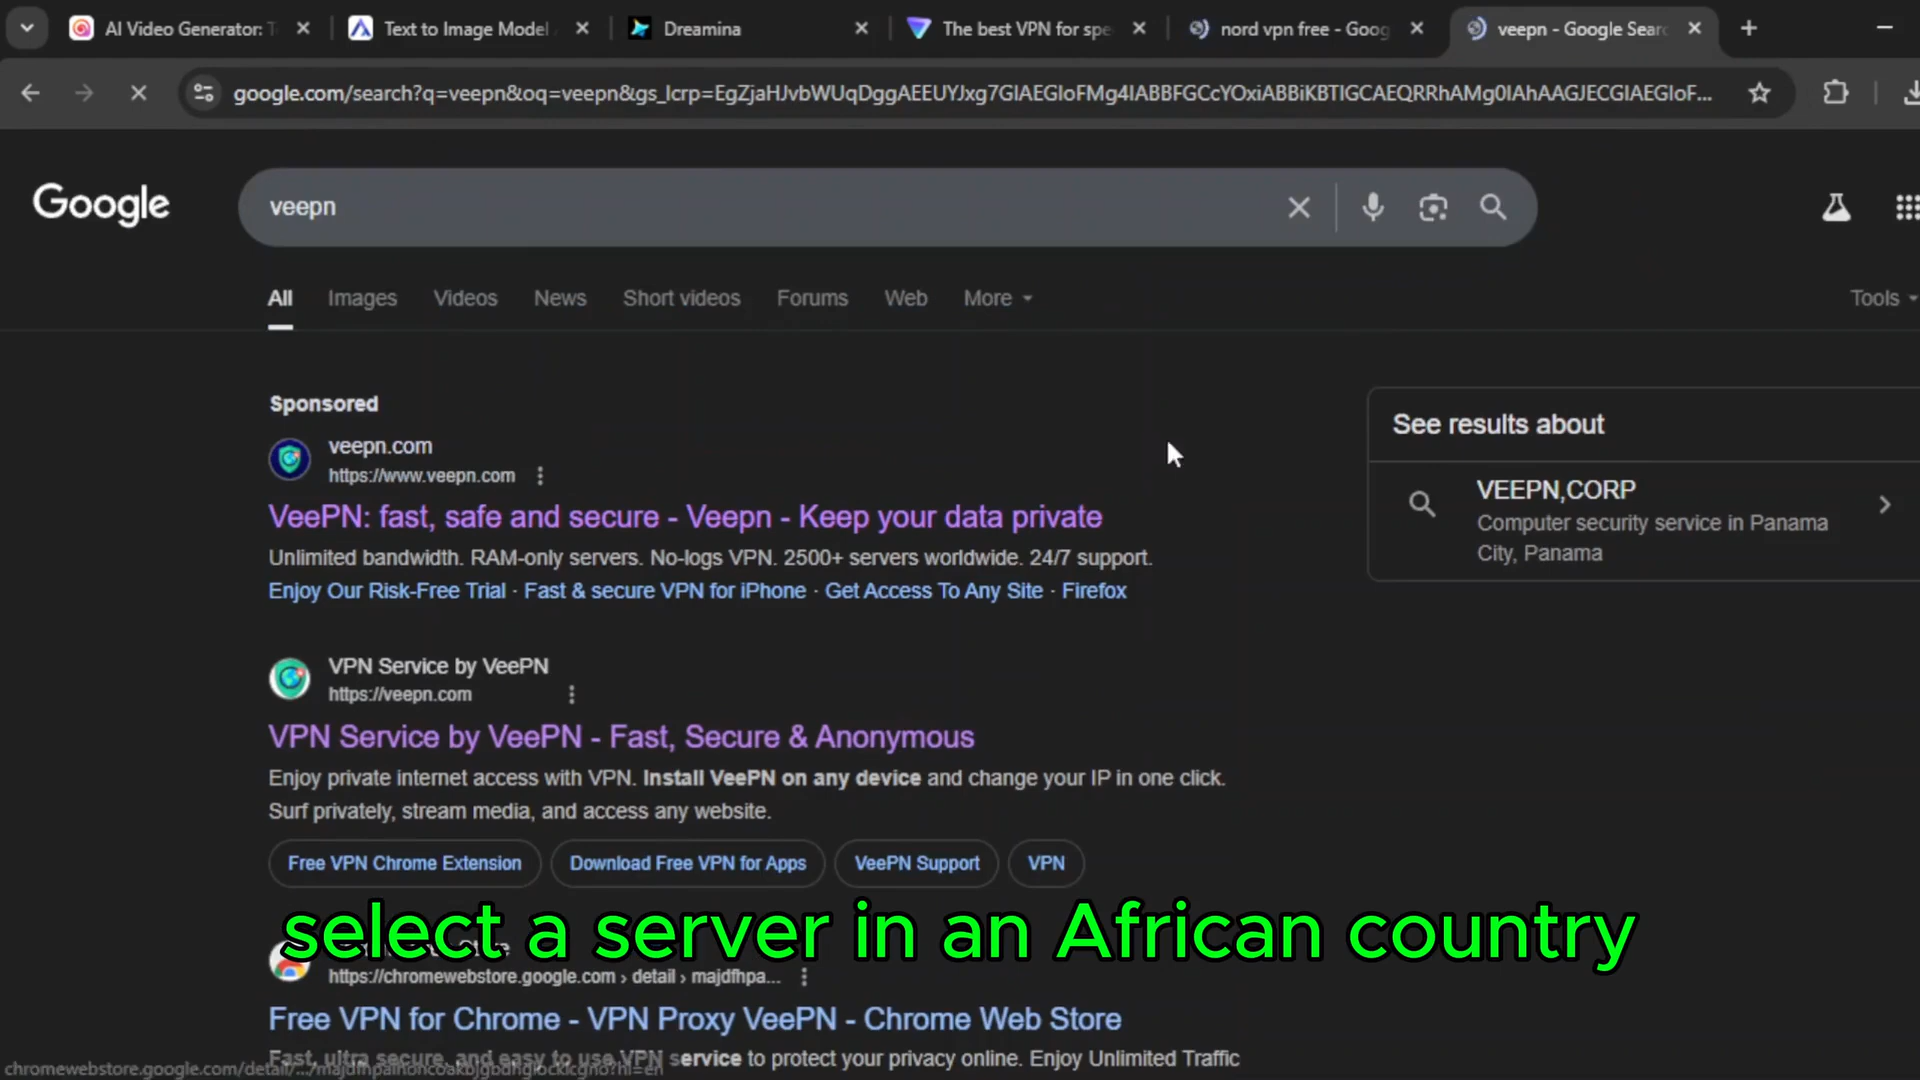 AI Video Generator: T
Text to Image Model
Dreamina
The best VPN for spe
nord vpn free - Goog
veepn - Google Searc
google.com/search?q=veepn&oq=veepn&gs_lcrp=EgZjaHJvbWUqDggAEEUYJxg7GIAEGIoFMg4IABBFGCcYOxiABBiKBTIGCAEQRRhAMg0IAhAAGJECGIAEGIoF...
Google
veepn
All
Images
Videos
News
Short videos
Forums
Web
More
Tools
Sponsored
veepn.com
https://www.veepn.com
VeePN: fast, safe and secure - Veepn - Keep your data private
Unlimited bandwidth. RAM-only servers. No-logs VPN. 2500+ servers worldwide. 24/7 support.
Enjoy Our Risk-Free Trial · Fast & secure VPN for iPhone · Get Access To Any Site · Firefox
See results about
VEEPN,CORP
Computer security service in Panama
City, Panama
VPN Service by VeePN
https://veepn.com
VPN Service by VeePN - Fast, Secure & Anonymous
Enjoy private internet access with VPN. Install VeePN on any device and change your IP in one click.
Surf privately, stream media, and access any website.
Free VPN Chrome Extension
Download Free VPN for Apps
VeePN Support
VPN
select a server in an African country
https://chromewebstore.google.com › detail › majdfhpa...
Free VPN for Chrome - VPN Proxy VeePN - Chrome Web Store
Fast, ultra secure, and easy to use VPN service to protect your privacy online. Enjoy Unlimited Traffic